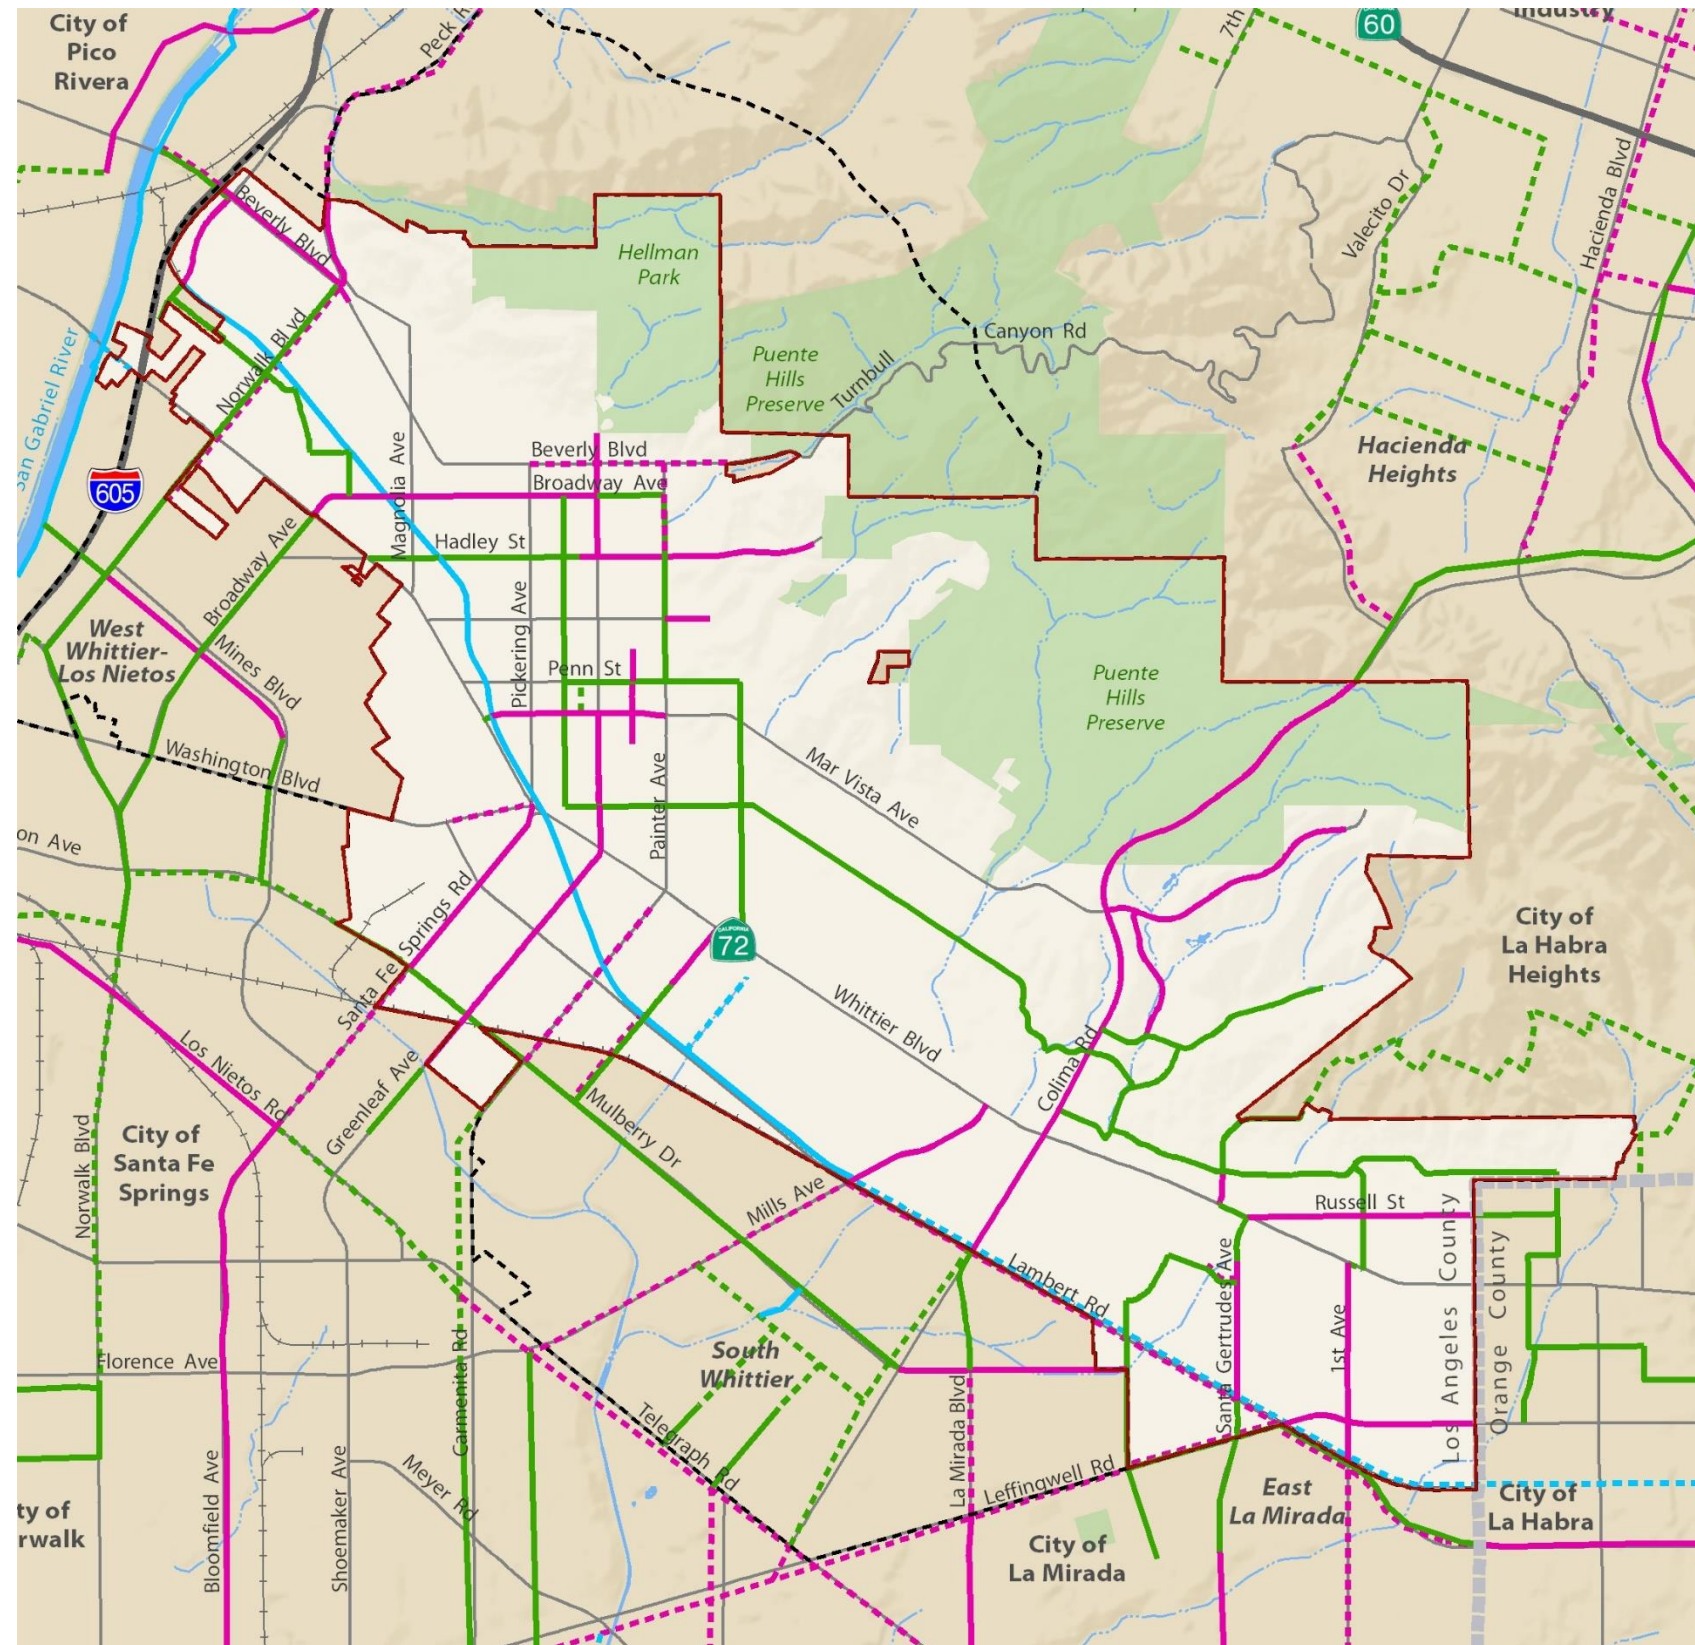 City of
Pico
Rivera
Peck R
7th
60
Industry
Beverly Blvd
Hellman
Park
Valecito Dr
Hacienda Blvd
Norwalk Blvd
San Gabriel River
Puente
Hills
Preserve
Turnbull
Canyon Rd
605
Magnolia Ave
Beverly Blvd
Broadway Ave
Hacienda
Heights
Hadley St
Broadway Ave
West
Whittier-
Los Nietos
Mines Blvd
Pickering Ave
Penn St
Puente
Hills
Preserve
Washington Blvd
Painter Ave
Mar Vista Ave
on Ave
Santa Fe Springs Rd
CALIFORNIA
72
City of
La Habra
Heights
Whittier Blvd
Colima Rd
Los Nietos Rd
Greenleaf Ave
Mulberry Dr
Norwalk Blvd
City of
Santa Fe
Springs
Mills Ave
Russell St
Los Angeles County
Orange County
Lambert Rd
Santa Gertrudes Ave
1st Ave
Florence Ave
Carmenita Rd
South
Whittier
Telegraph Rd
La Mirada Blvd
Leffingwell Rd
Bloomfield Ave
Shoemaker Ave
Meyer Rd
ty of
rwalk
East
La Mirada
City of
La Habra
City of
La Mirada